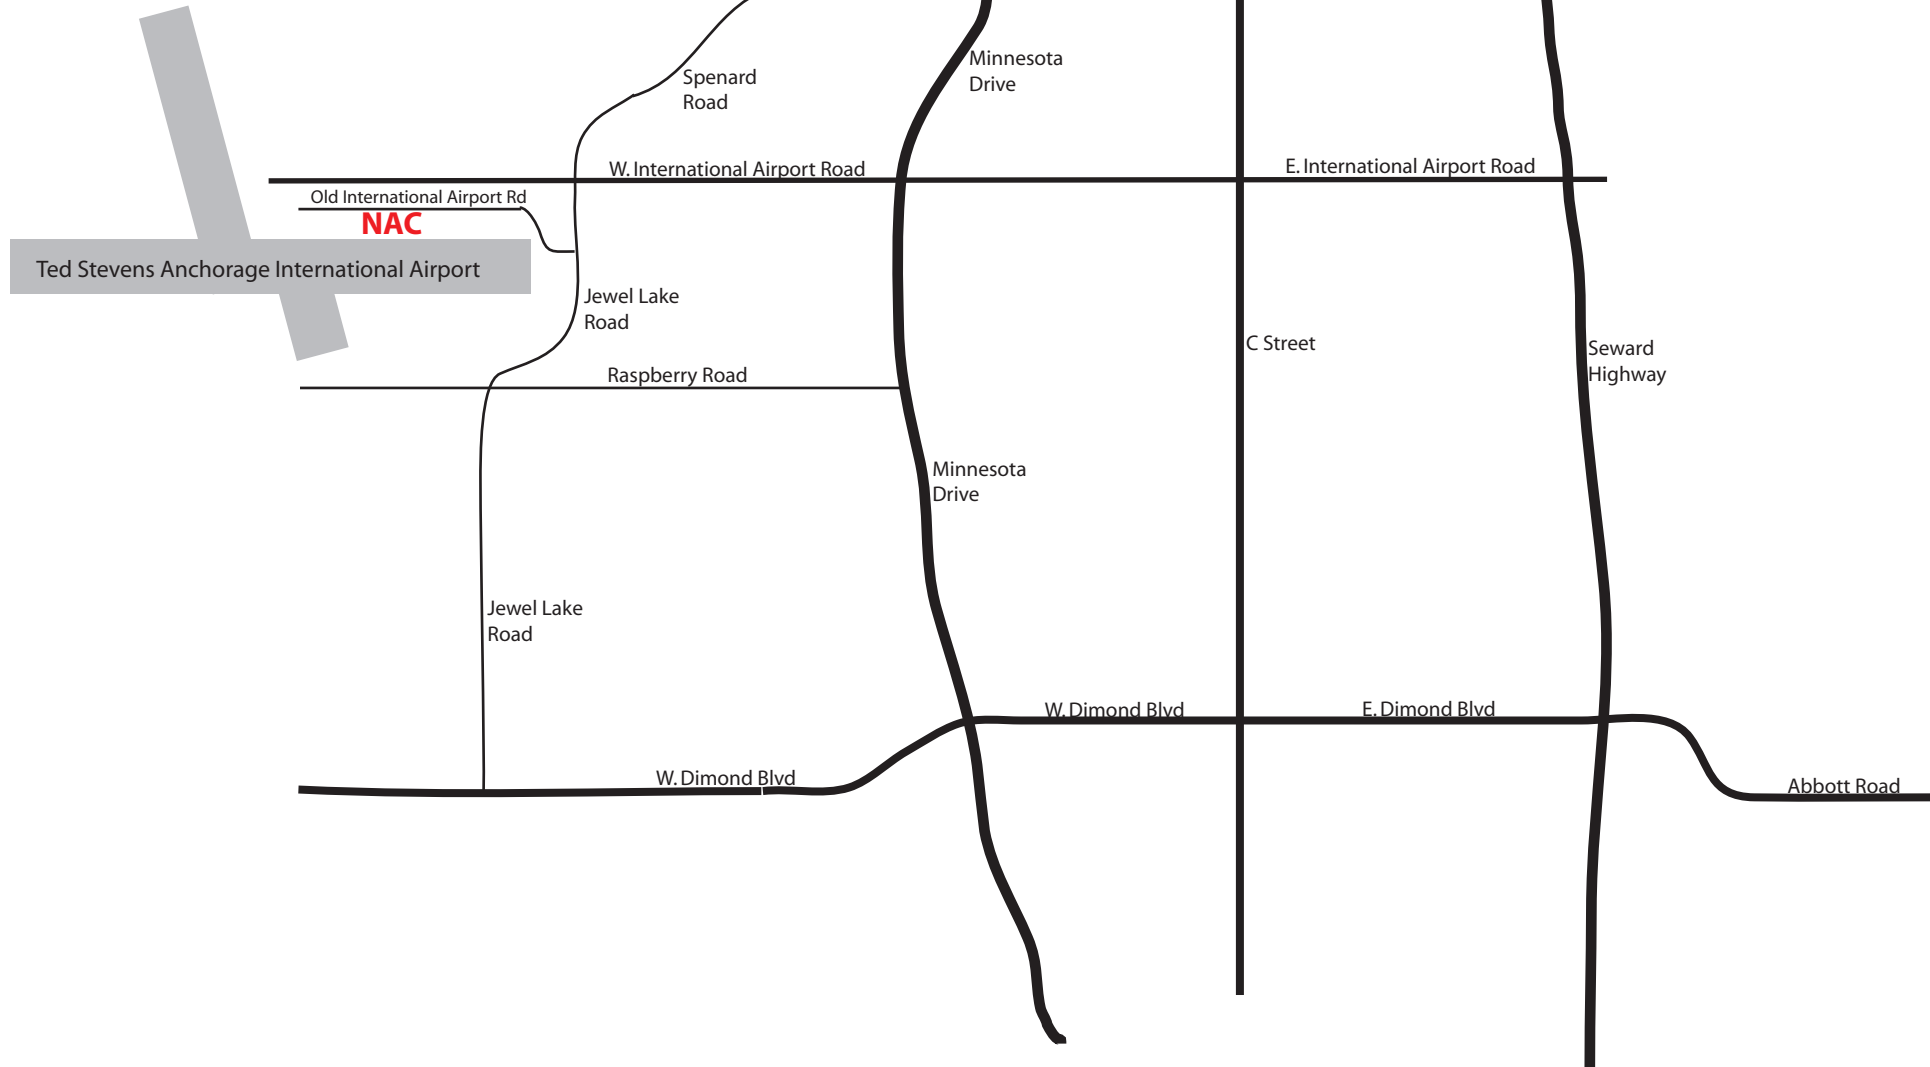 Minnesota
Drive
Spenard
Road
W. International Airport Road
E. International Airport Road
Old International Airport Rd
NAC
Ted Stevens Anchorage International Airport
Jewel Lake
Road
C Street
Seward
Highway
Raspberry Road
Minnesota
Drive
Jewel Lake
Road
W. Dimond Blvd
E. Dimond Blvd
W. Dimond Blvd
Abbott Road